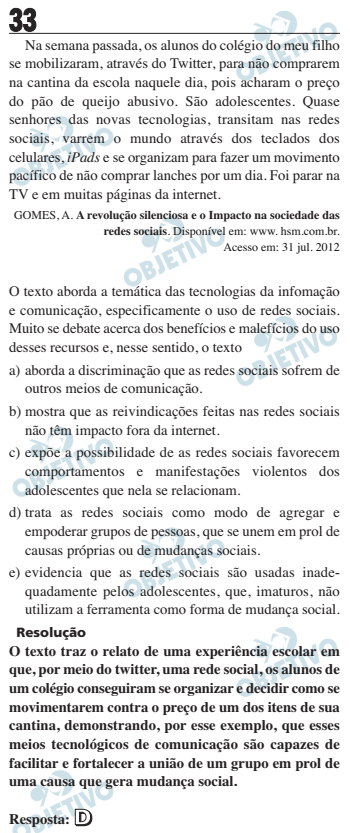 33
Na semana passada, os alunos do colégio do meu filho
se mobilizaram, através do Twitter, para não comprarem
na cantina da escola naquele dia, pois acharam o preço
do pão de queijo abusivo. São adolescentes. Quase
senhores das novas tecnologias, transitam nas redes
sociais, varrem o mundo através dos teclados dos
celulares, iPads e se organizam para fazer um movimento
pacífico de não comprar lanches por um dia. Foi parar na
TV e em muitas páginas da internet.
GOMES, A. A revolução silenciosa e o Impacto na sociedade das
redes sociais. Disponível em: www. hsm.com.br.
Acesso em: 31 jul. 2012
O texto aborda a temática das tecnologias da infomação
e comunicação, especificamente o uso de redes sociais.
Muito se debate acerca dos benefícios e malefícios do uso
desses recursos e, nesse sentido, o texto
a) aborda a discriminação que as redes sociais sofrem de
outros meios de comunicação.
b) mostra que as reivindicações feitas nas redes sociais
não têm impacto fora da internet.
c) expõe a possibilidade de as redes sociais favorecem
comportamentos e manifestações violentos dos
adolescentes que nela se relacionam.
d) trata as redes sociais como modo de agregar e
empoderar grupos de pessoas, que se unem em prol de
causas próprias ou de mudanças sociais.
e) evidencia que as redes sociais são usadas inade-
quadamente pelos adolescentes, que, imaturos, não
utilizam a ferramenta como forma de mudança social.
Resolução
O texto traz o relato de uma experiência escolar em
que, por meio do twitter, uma rede social, os alunos de
um colégio conseguiram se organizar e decidir como se
movimentarem contra o preço de um dos itens de sua
cantina, demonstrando, por esse exemplo, que esses
meios tecnológicos de comunicação são capazes de
facilitar e fortalecer a união de um grupo em prol de
uma causa que gera mudança social.
Resposta: D
OBJETIVO
OBJETIVO
OBJETIVO
OBJETIVO
OBJETIVO
OBJETIVO
OBJETIVO
OBJETIVO